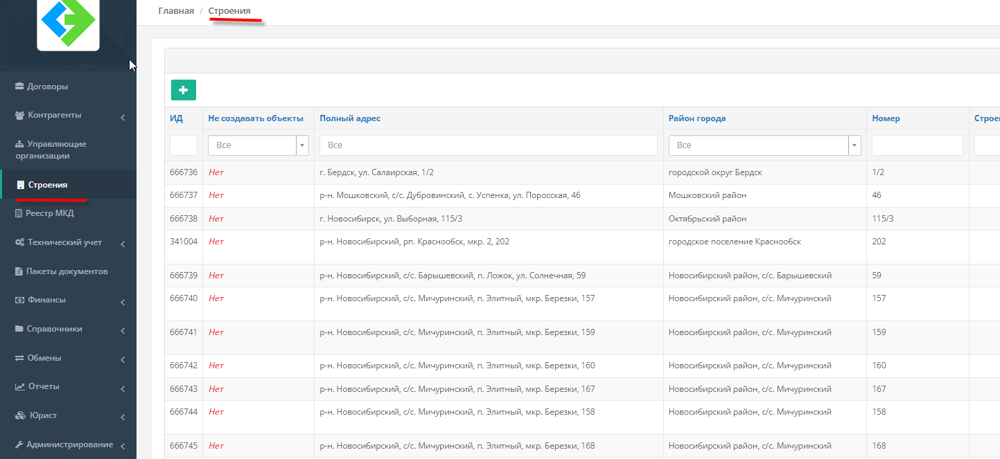 Главная / Строения
Договоры
Контрагенты
Управляющие
организации
Строения
Реестр МКД
Технический учет
Пакеты документов
Финансы
Справочники
Обмены
Отчеты
Юрист
Администрирование
ИД Не создавать объекты Полный адрес Район города Номер
Все Все Все
666736 Нет г. Бердск, ул. Салаирская, 1/2 городской округ Бердск 1/2
666737 Нет р-н. Мошковский, с/с. Дубровинский, с. Успенка, ул. Поросская, 46 Мошковский район 46
666738 Нет г. Новосибирск, ул. Выборная, 115/3 Октябрьский район 115/3
341004 Нет р-н. Новосибирский, рп. Краснообск, мкр. 2, 202 городское поселение Краснообск 202
666739 Нет р-н. Новосибирский, с/с. Барышевский, п. Ложок, ул. Солнечная, 59 Новосибирский район, с/с. Барышевский 59
666740 Нет р-н. Новосибирский, с/с. Мичуринский, п. Элитный, мкр. Березки, 157 Новосибирский район, с/с. Мичуринский 157
666741 Нет р-н. Новосибирский, с/с. Мичуринский, п. Элитный, мкр. Березки, 159 Новосибирский район, с/с. Мичуринский 159
666742 Нет р-н. Новосибирский, с/с. Мичуринский, п. Элитный, мкр. Березки, 160 Новосибирский район, с/с. Мичуринский 160
666743 Нет р-н. Новосибирский, с/с. Мичуринский, п. Элитный, мкр. Березки, 167 Новосибирский район, с/с. Мичуринский 167
666744 Нет р-н. Новосибирский, с/с. Мичуринский, п. Элитный, мкр. Березки, 158 Новосибирский район, с/с. Мичуринский 158
666745 Нет р-н. Новосибирский, с/с. Мичуринский, п. Элитный, мкр. Березки, 168 Новосибирский район, с/с. Мичуринский 168